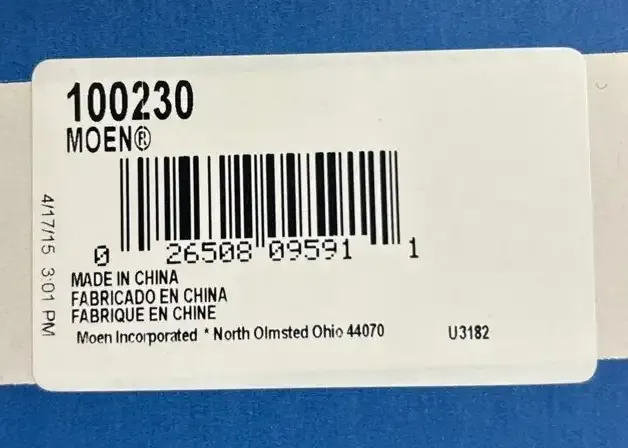 100230
MOEN®
0 26508 09591 1
MADE IN CHINA
FABRICADO EN CHINA
FABRIQUE EN CHINE
Moen Incorporated * North Olmsted Ohio 44070 U3182
4/17/15 3:01 PM